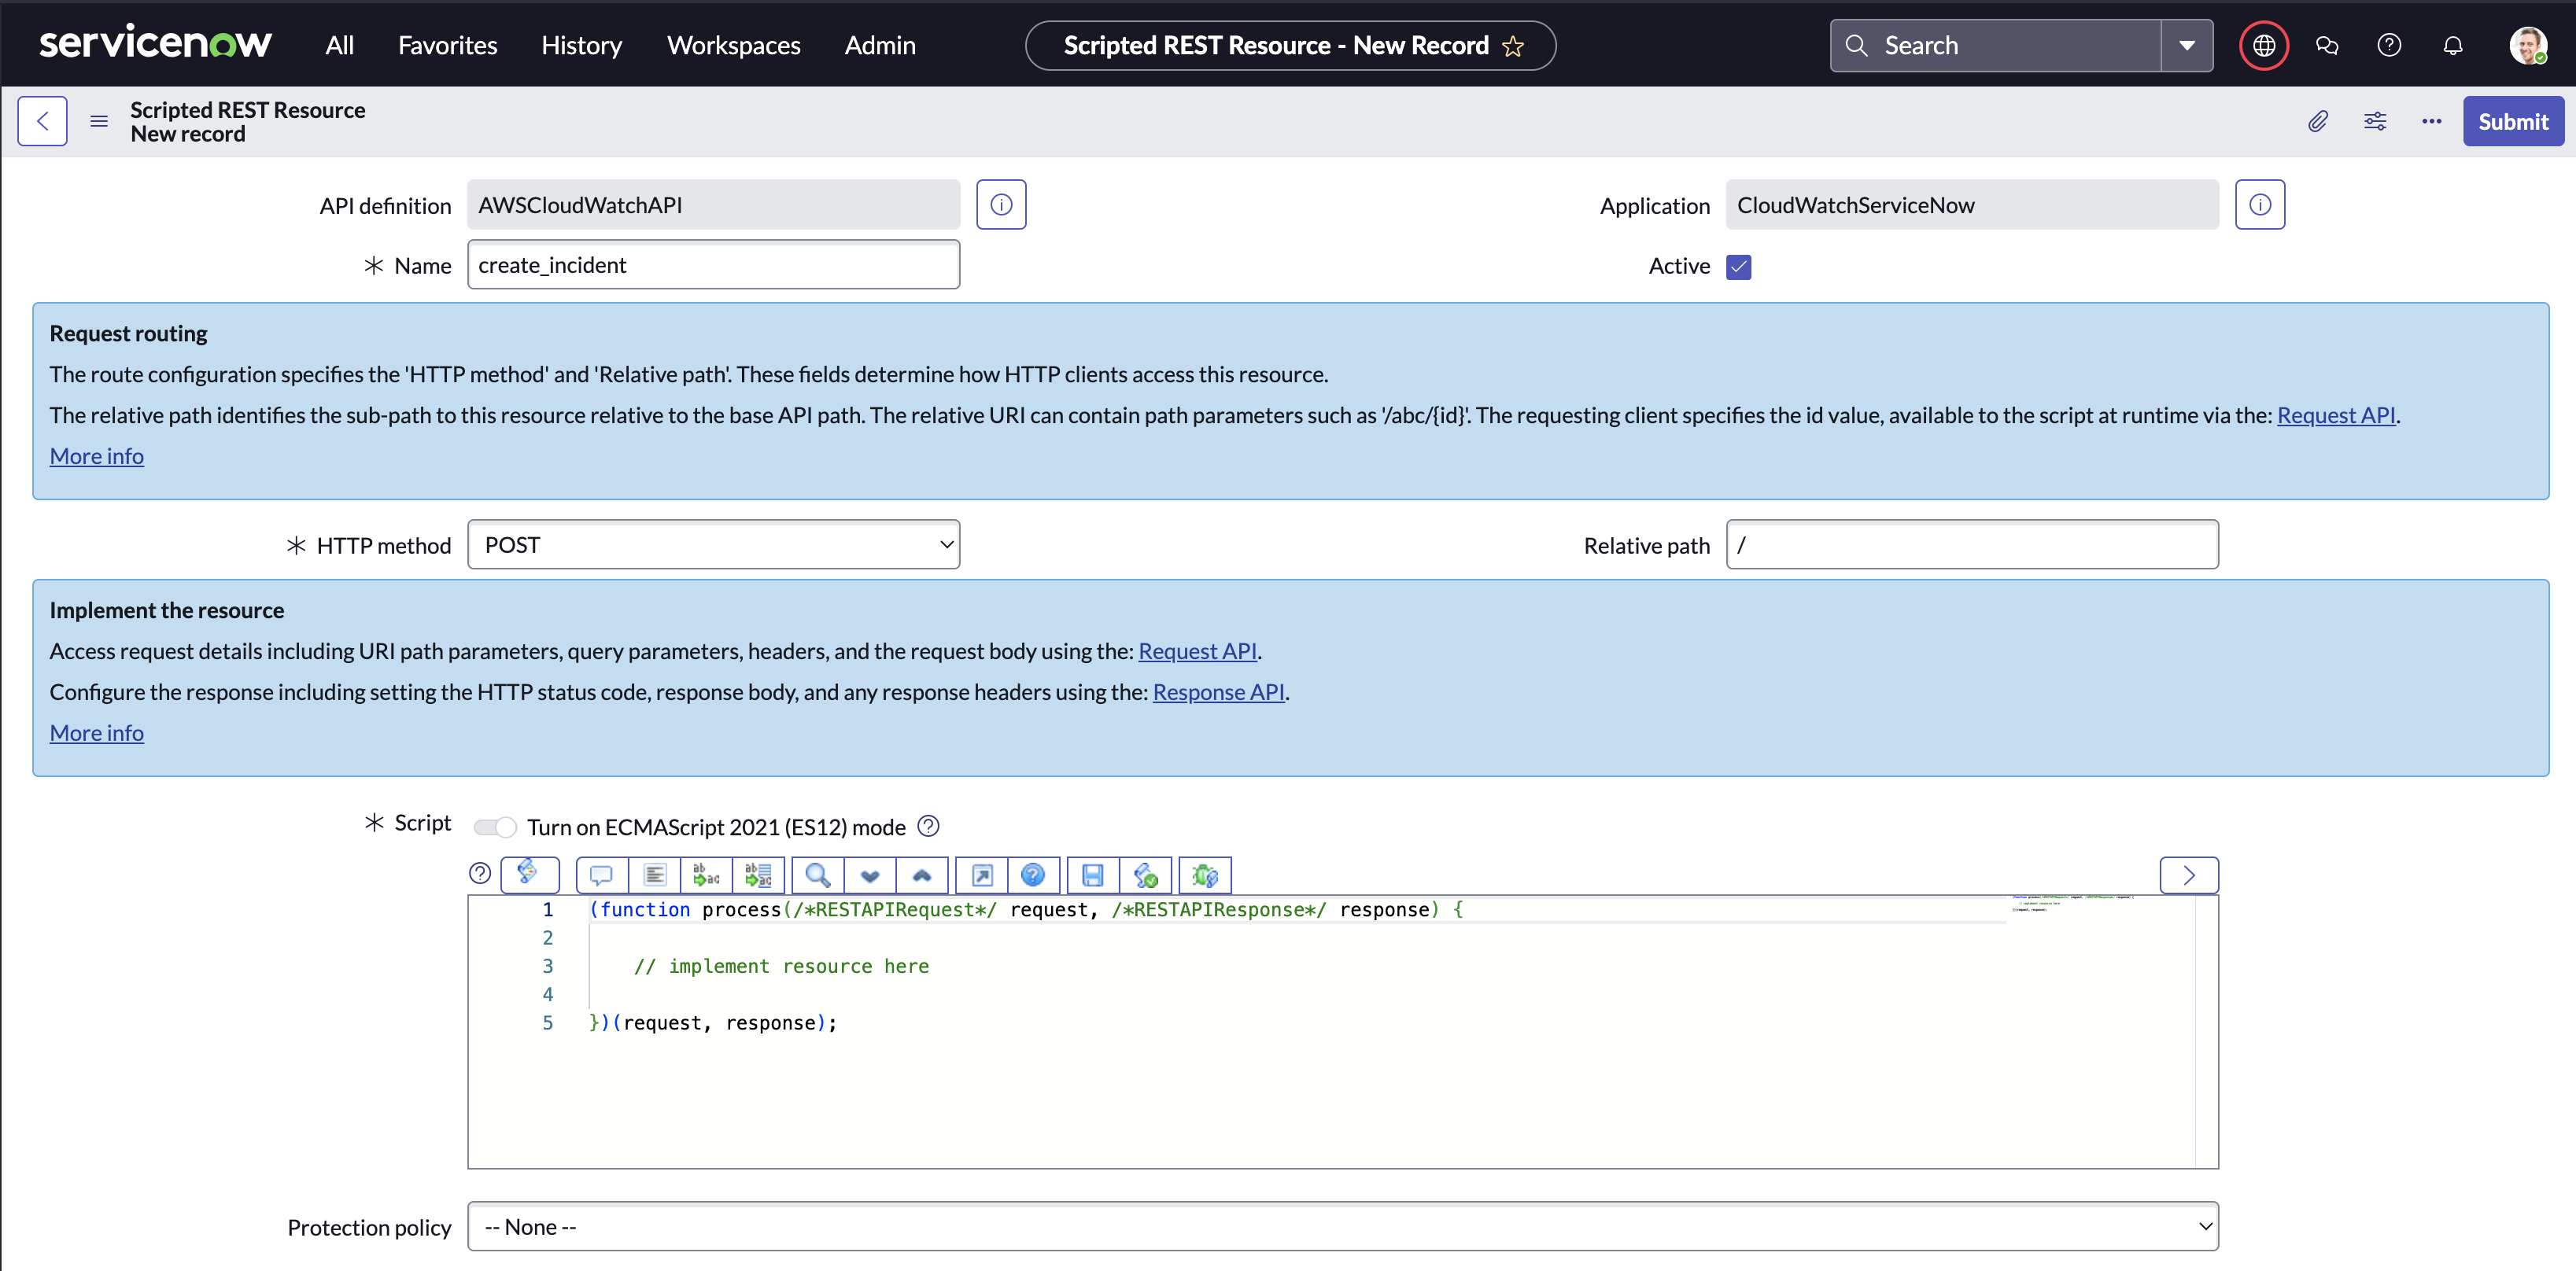 servicenow All Favorites History Workspaces Admin Scripted REST Resource - New Record Search
Scripted REST Resource
New record
Submit
API definition AWSCloudWatchAPI Application CloudWatchServiceNow
Name create_incident Active
Request routing
The route configuration specifies the 'HTTP method' and 'Relative path'. These fields determine how HTTP clients access this resource.
The relative path identifies the sub-path to this resource relative to the base API path. The relative URI can contain path parameters such as '/abc/{id}'. The requesting client specifies the id value, available to the script at runtime via the: Request API.
More info
HTTP method POST Relative path /
Implement the resource
Access request details including URI path parameters, query parameters, headers, and the request body using the: Request API.
Configure the response including setting the HTTP status code, response body, and any response headers using the: Response API.
More info
Script Turn on ECMAScript 2021 (ES12) mode
1 (function process(/*RESTAPIRequest*/ request, /*RESTAPIResponse*/ response) {
2
3 // implement resource here
4
5 })(request, response);
Protection policy -- None --